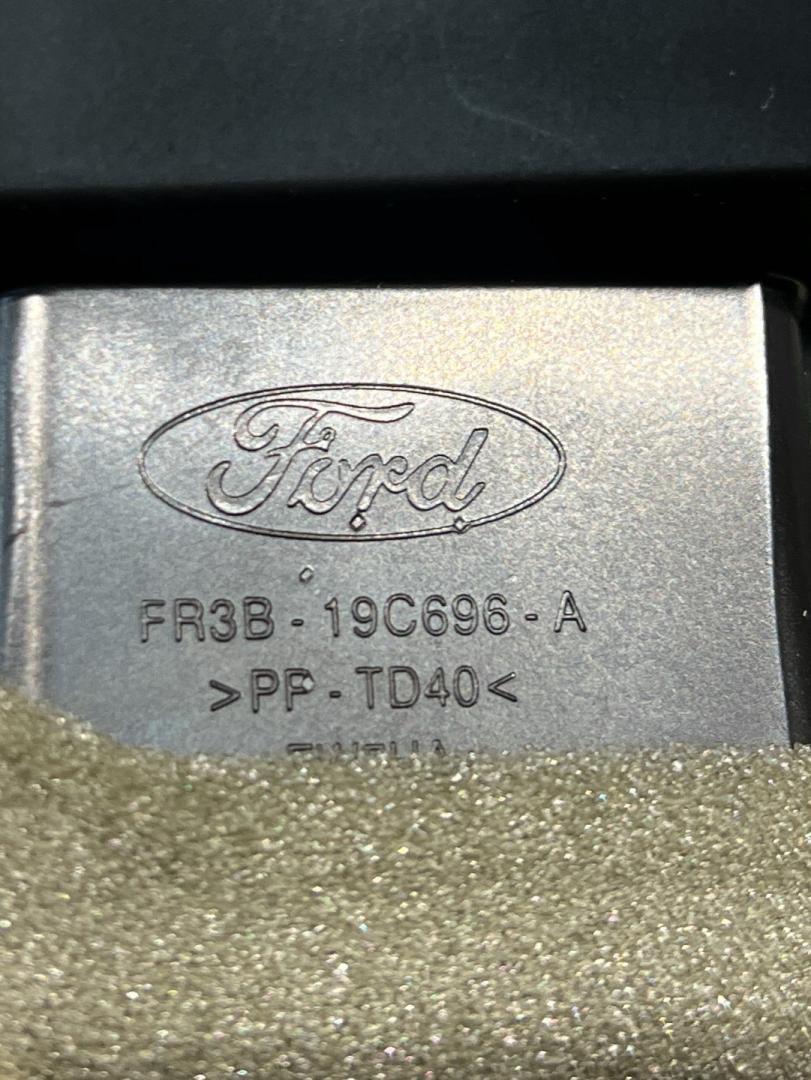 Ford
FR3B - 19C696 - A
>PP - TD40<